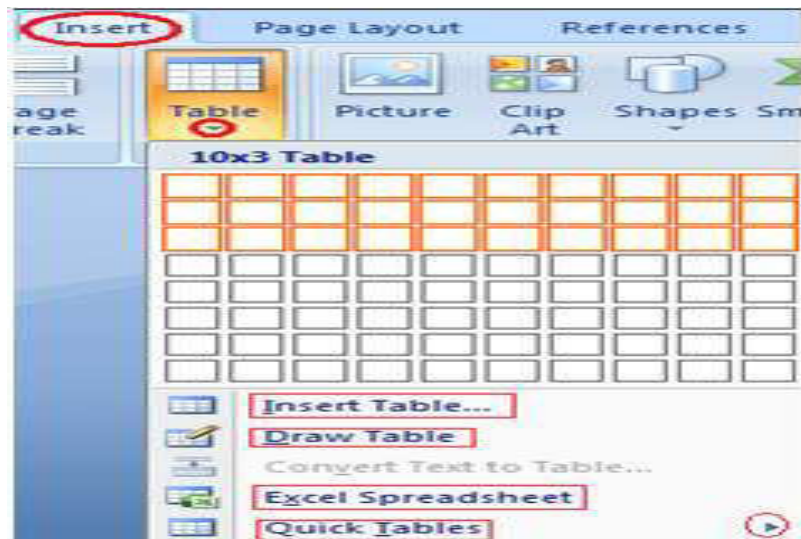 Insert Page Layout References
age
reak
Table
Picture
Clip
Art
Shapes
Sm
10x3 Table
Insert Table...
Draw Table
Convert Text to Table...
Excel Spreadsheet
Quick Tables